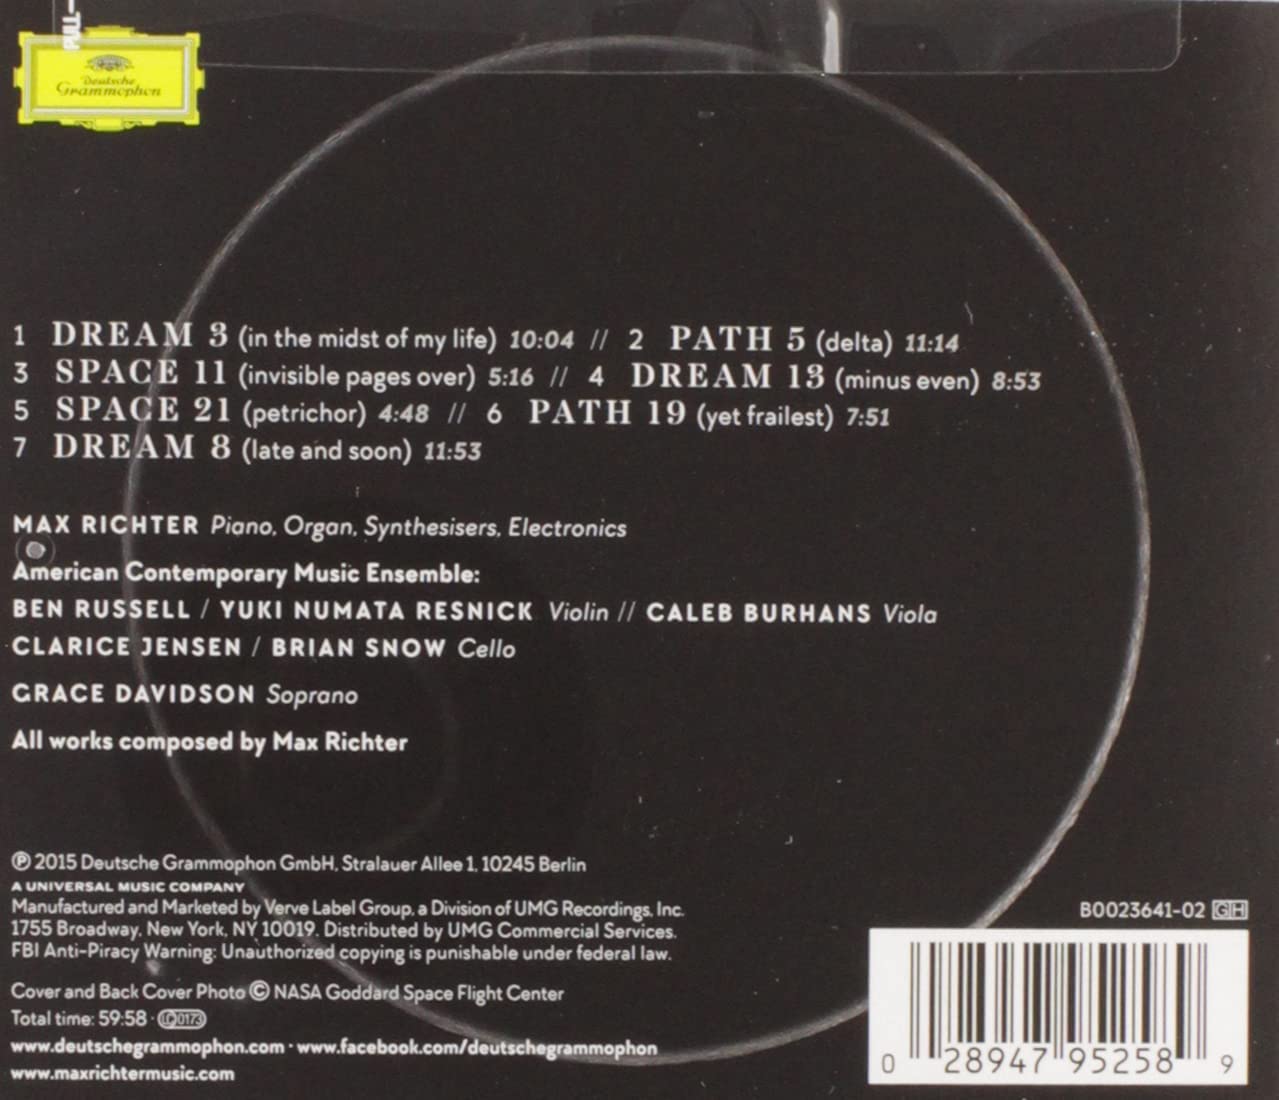 PULL
Deutsche
Grammophon
1 DREAM 3 (in the midst of my life) 10:04 // 2 PATH 5 (delta) 11:14
3 SPACE 11 (invisible pages over) 5:16 // 4 DREAM 13 (minus even) 8:53
5 SPACE 21 (petrichor) 4:48 // 6 PATH 19 (yet frailest) 7:51
7 DREAM 8 (late and soon) 11:53
MAX RICHTER Piano, Organ, Synthesisers, Electronics
American Contemporary Music Ensemble:
BEN RUSSELL / YUKI NUMATA RESNICK Violin // CALEB BURHANS Viola
CLARICE JENSEN / BRIAN SNOW Cello
GRACE DAVIDSON Soprano
All works composed by Max Richter
℗ 2015 Deutsche Grammophon GmbH, Stralauer Allee 1, 10245 Berlin
A UNIVERSAL MUSIC COMPANY
Manufactured and Marketed by Verve Label Group, a Division of UMG Recordings, Inc.
1755 Broadway, New York, NY 10019. Distributed by UMG Commercial Services.
FBI Anti-Piracy Warning: Unauthorized copying is punishable under federal law.
Cover and Back Cover Photo © NASA Goddard Space Flight Center
Total time: 59:58 · LC 0173
www.deutschegrammophon.com · www.facebook.com/deutschegrammophon
www.maxrichtermusic.com
B0023641-02 GH
0 28947 95258 9